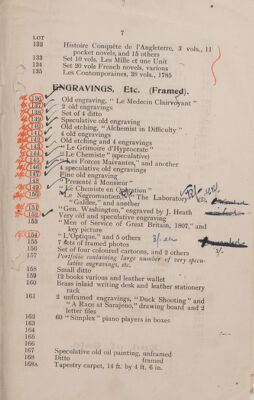 7
LOT
132 Histoire Conquête de l'Angleterre, 3 vols., 11
pocket novels, and 15 others
133 Set 10 vols. Les Mille et une Unit
134 Set 20 vols French novels, various
135 Les Contemporaines, 38 vols., 1785
ENGRAVINGS, Etc. (Framed).
136 Old engraving, "Le Medecin Clairvoyant"
137 2 old engravings
138 Set of 4 ditto
139 Speculative old engraving
140 Old etching, "Alchemist in Difficulty"
141 4 old engravings
142 Old etching and 4 engravings
143 "Le Grimoire d'Hypocrate"
144 "Le Chemiste" (speculative)
145 "Les Forces Mairantes," and another
146 4 speculative old engravings
147 Fine old engraving
148 "Presenté à Monsieur"
149 "Le Chemiste en Operation"
150 "Le Negromantien," "The Laboratory,"
"Galilee," and another
151 "Gen. Washington," engraved by J. Heath
152 Very old and speculative engraving
153 "Men of Service of Great Britain, 1807," and
key picture
154 "L'Optique," and 5 others
155 7 lots of framed photos
156 Set of four coloured cartoons, and 2 others
157 Portfolio containing large number of very specu-
lative engravings, etc.
158 Small ditto
159 12 books various and leather wallet
160 Brass inlaid writing desk and leather stationery
rack
161 2 unframed engravings, "Duck Shooting" and
"A Race at Sarajeno," drawing board and 2
letter files
162 60 "Simplex" piano players in boxes
163
164
165
166
167 Speculative old oil painting, unframed
168 Ditto framed
168A Tapestry carpet, 14 ft. by 4 ft. 6 in.